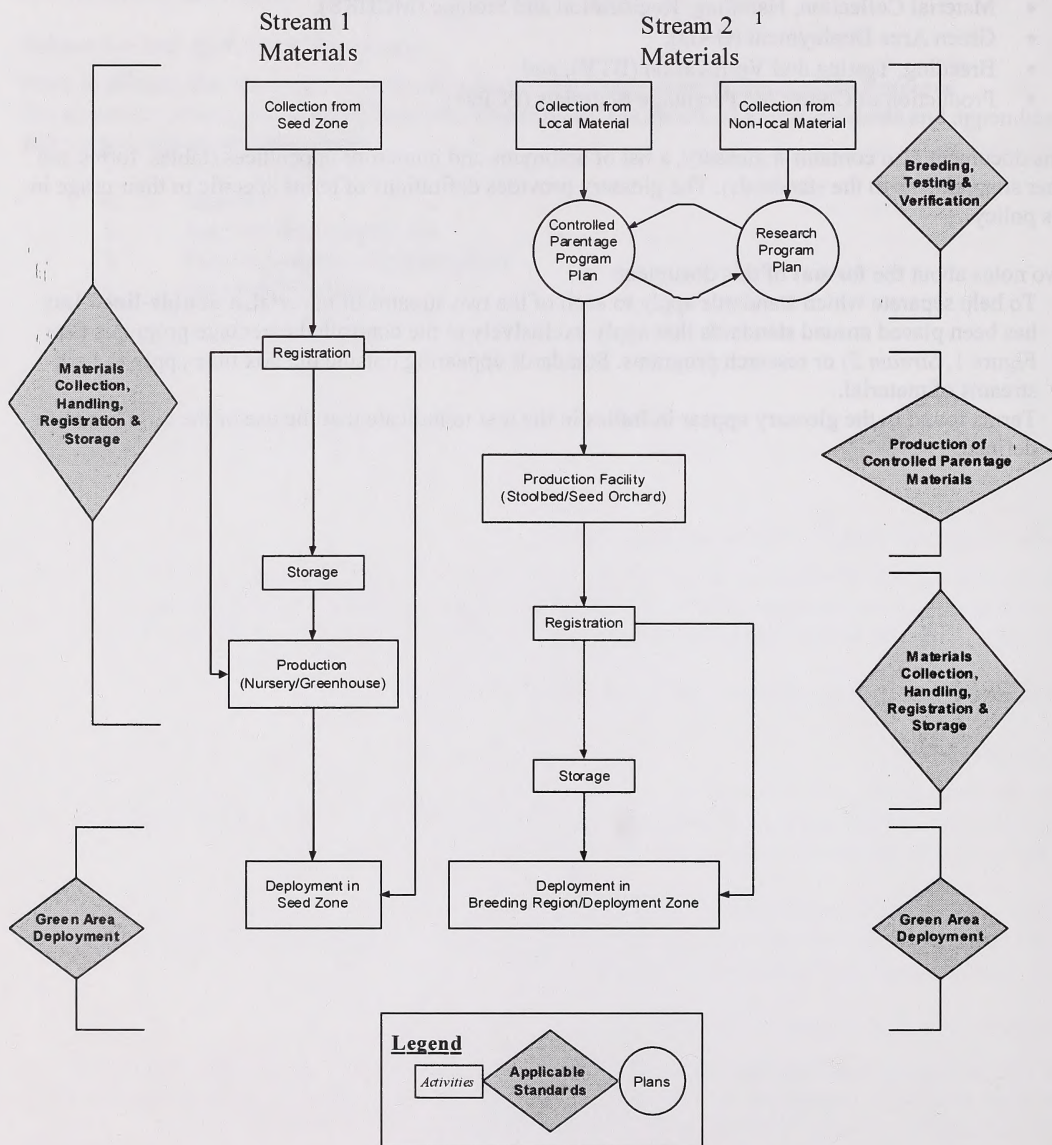 Stream 1
Materials
Stream 2 1
Materials
Collection from
Seed Zone
Collection from
Local Material
Collection from
Non-local Material
Breeding,
Testing &
Verification
Controlled
Parentage
Program
Plan
Research
Program
Plan
Registration
Materials
Collection,
Handling,
Registration &
Storage
Production of
Controlled Parentage
Materials
Production Facility
(Stoolbed/Seed Orchard)
Storage
Registration
Production
(Nursery/Greenhouse)
Materials
Collection,
Handling,
Registration &
Storage
Storage
Deployment in
Seed Zone
Deployment in
Breeding Region/Deployment Zone
Green Area
Deployment
Green Area
Deployment
Legend
Activities
Applicable
Standards
Plans